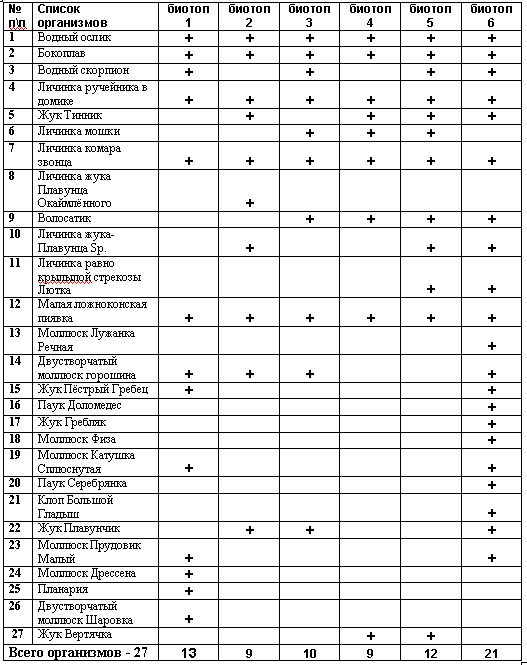 № Список биотоп биотоп биотоп биотоп биотоп биотоп
п\п организмов 1 2 3 4 5 6
1 Водный ослик + + + + + +
2 Бокоплав + + + + + +
3 Водный скорпион + + + +
4 Личинка ручейника в
домике + + + + + +
5 Жук Тинник + + + +
6 Личинка мошки + + +
7 Личинка комара
звонца + + + + + +
8 Личинка жука
Плавунца
Окаймлённого +
9 Волосатик + + + +
10 Личинка жука-
Плавунца Sp. + + +
11 Личинка равно
крылылой стрекозы
Лютка + +
12 Малая ложноконская
пиявка + + + + + +
13 Моллюск Лужанка
Речная +
14 Двустворчатый
моллюск горошина + + + +
15 Жук Пёстрый Гребец + +
16 Паук Доломедес +
17 Жук Гребляк +
18 Моллюск Физа +
19 Моллюск Катушка
Сплюснутая + +
20 Паук Серебрянка +
21 Клоп Большой
Гладыш +
22 Жук Плавунчик + + +
23 Моллюск Прудовик
Малый + +
24 Моллюск Дрессена +
25 Планария +
26 Двустворчатый
моллюск Шаровка +
27 Жук Вертячка + +
Всего организмов - 27 13 9 10 9 12 21